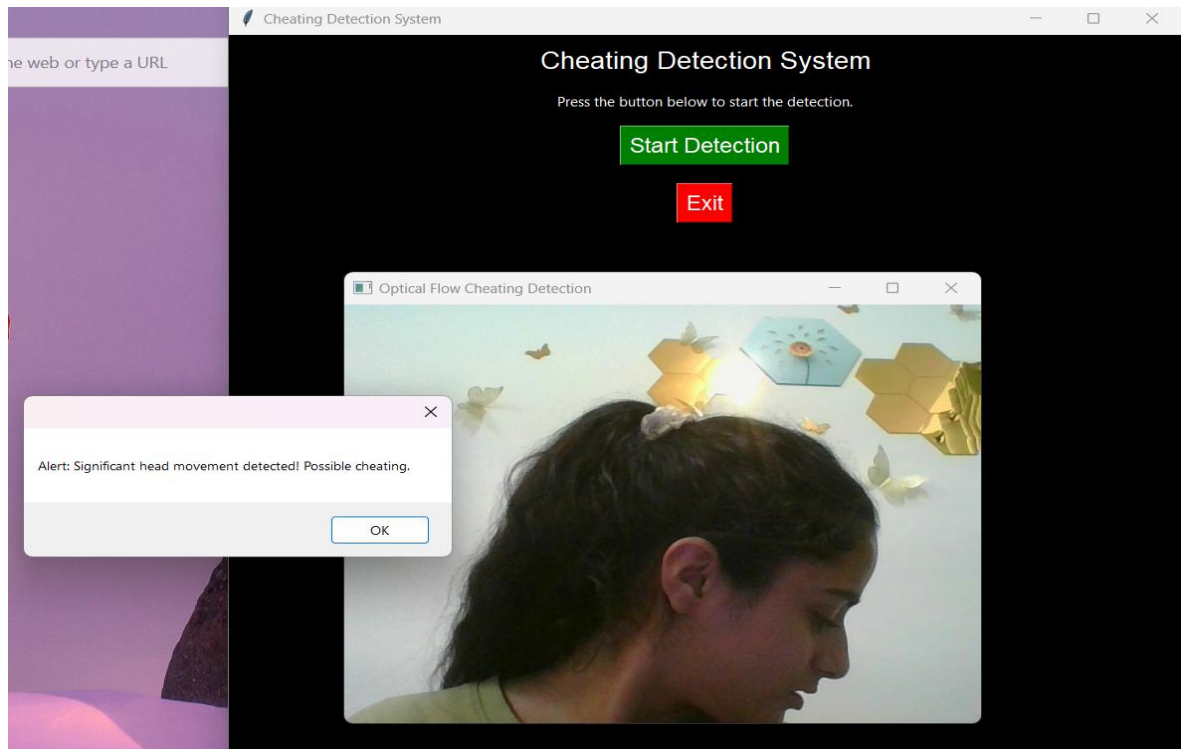 Cheating Detection System
he web or type a URL
Cheating Detection System
Press the button below to start the detection.
Start Detection
Exit
Optical Flow Cheating Detection
Alert: Significant head movement detected! Possible cheating.
OK